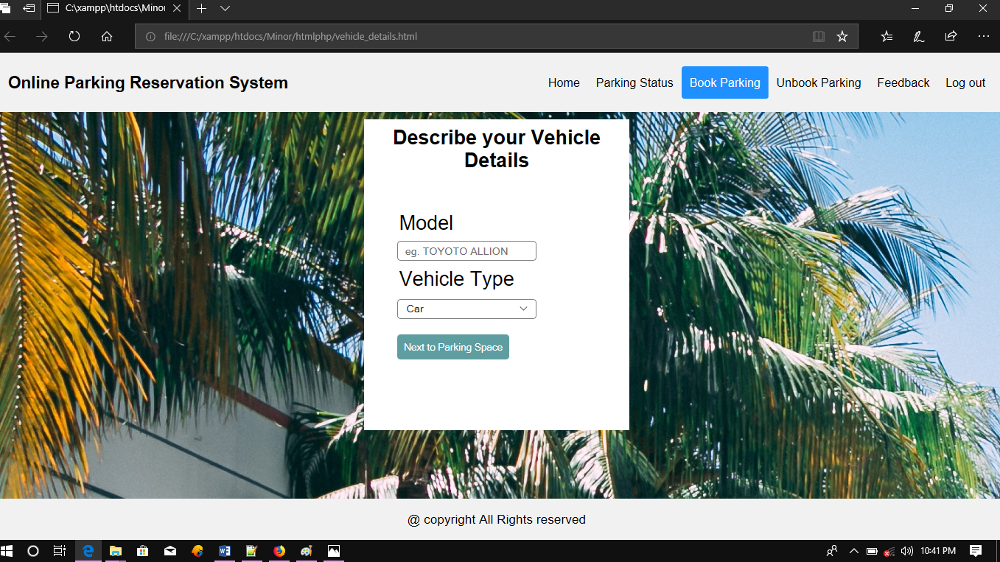 C:\xampp\htdocs\Minor
file:///C:/xampp/htdocs/Minor/htmlphp/vehicle_details.html
Online Parking Reservation System
Home Parking Status Book Parking Unbook Parking Feedback Log out
Describe your Vehicle
Details
Model
eg. TOYOTO ALLION
Vehicle Type
Car
Next to Parking Space
@ copyright All Rights reserved
10:41 PM